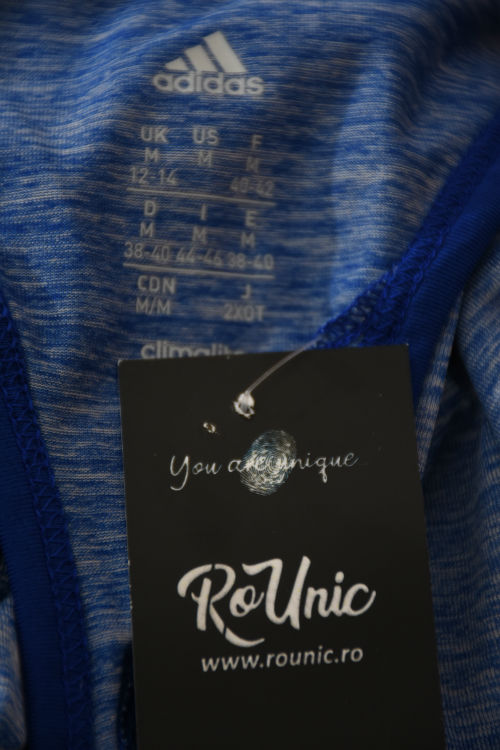 adidas
UK US F
M M M
12-14 40-42
D I E
M M M
38-40 44-46 38-40
CDN J
M/M 2XOT
You are unique
RoUnic
www.rounic.ro